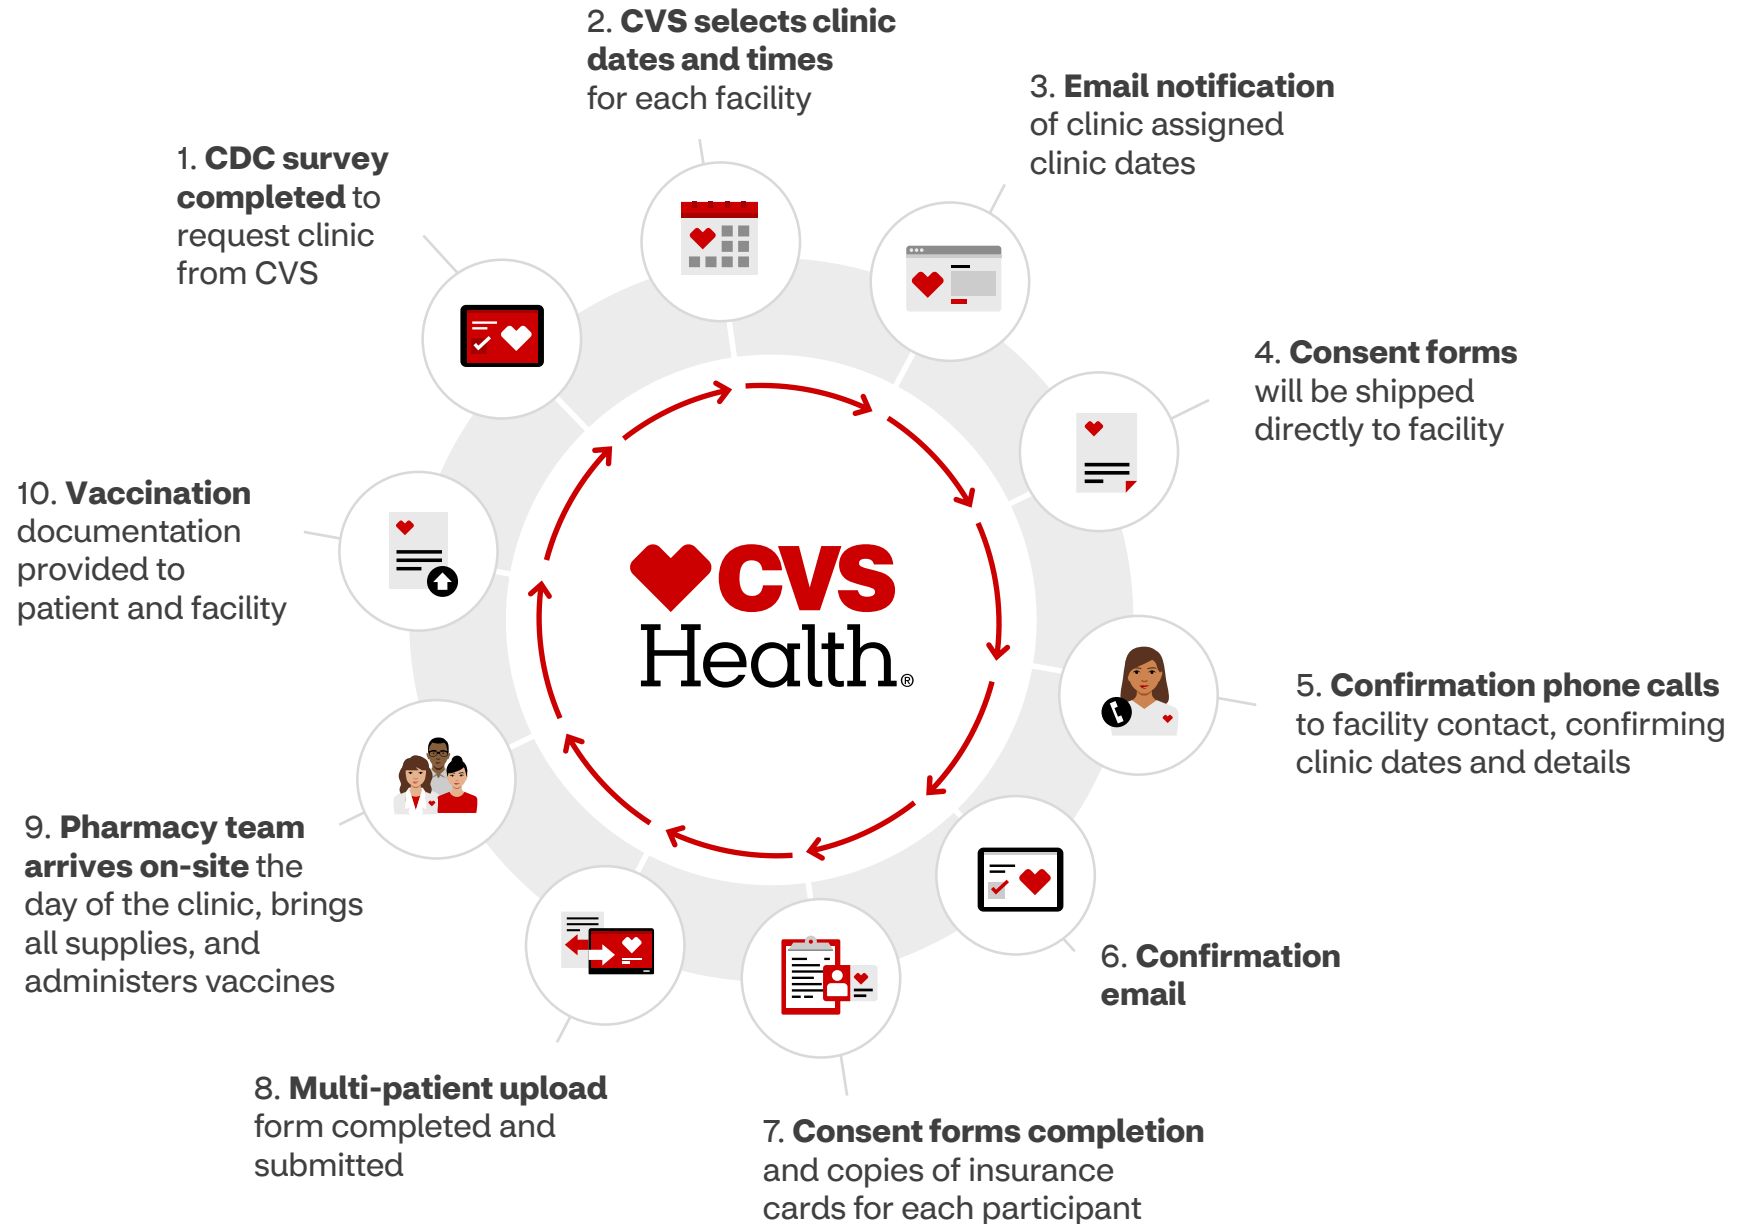 1. CDC survey
completed to
request clinic
from CVS
2. CVS selects clinic
dates and times
for each facility
3. Email notification
of clinic assigned
clinic dates
4. Consent forms
will be shipped
directly to facility
5. Confirmation phone calls
to facility contact, confirming
clinic dates and details
6. Confirmation
email
7. Consent forms completion
and copies of insurance
cards for each participant
8. Multi-patient upload
form completed and
submitted
9. Pharmacy team
arrives on-site the
day of the clinic, brings
all supplies, and
administers vaccines
10. Vaccination
documentation
provided to
patient and facility
CVS
Health®